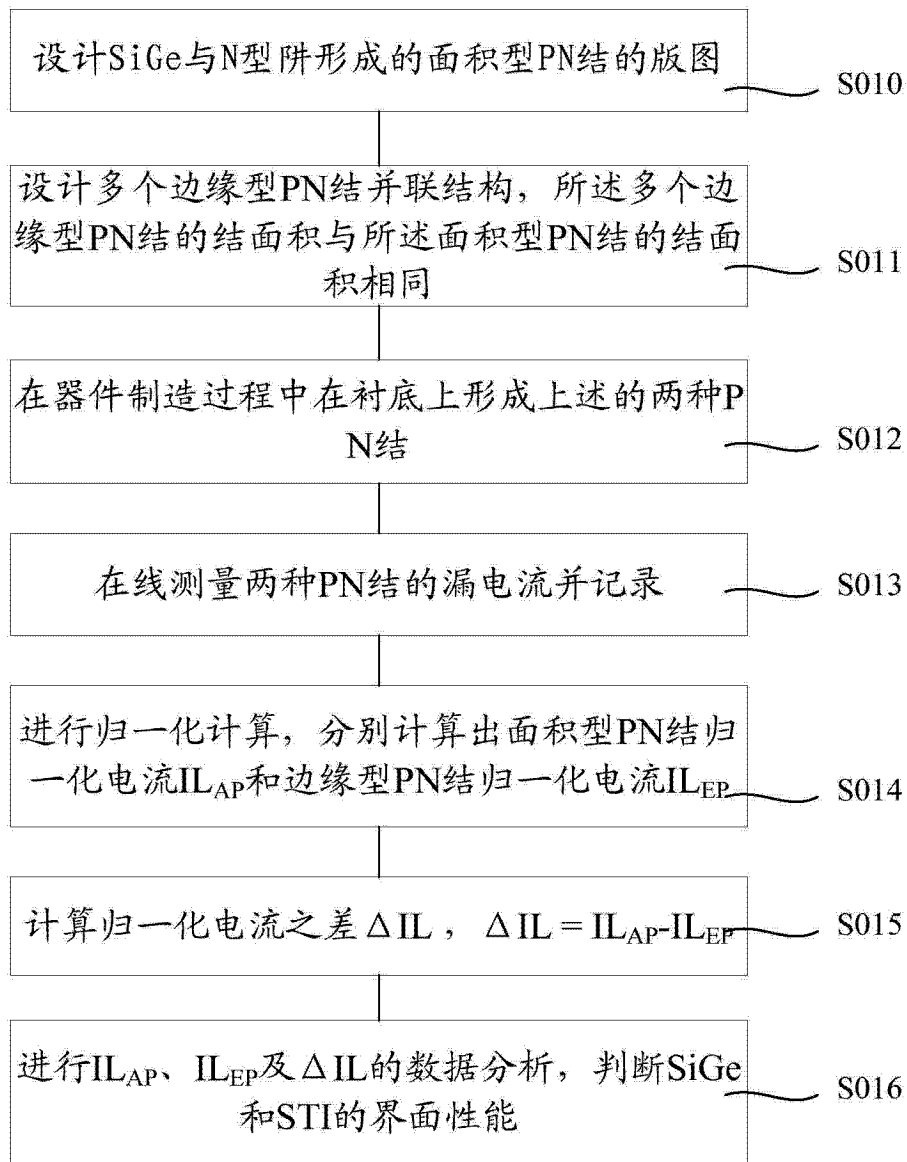 设计SiGe与N型阱形成的面积型PN结的版图
S010
设计多个边缘型PN结并联结构，所述多个边
缘型PN结的结面积与所述面积型PN结的结面
积相同
S011
在器件制造过程中在衬底上形成上述的两种P
N结
S012
在线测量两种PN结的漏电流并记录
S013
进行归一化计算，分别计算出面积型PN结归
一化电流IL_AP和边缘型PN结归一化电流IL_EP
S014
计算归一化电流之差ΔIL，ΔIL = IL_AP-IL_EP
S015
进行IL_AP、IL_EP及ΔIL的数据分析，判断SiGe
和STI的界面性能
S016